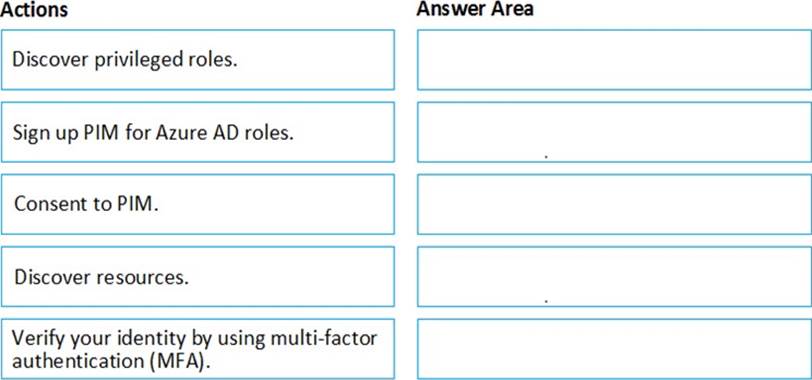 Actions
Answer Area
Discover privileged roles.
Sign up PIM for Azure AD roles.
Consent to PIM.
Discover resources.
Verify your identity by using multi-factor
authentication (MFA).